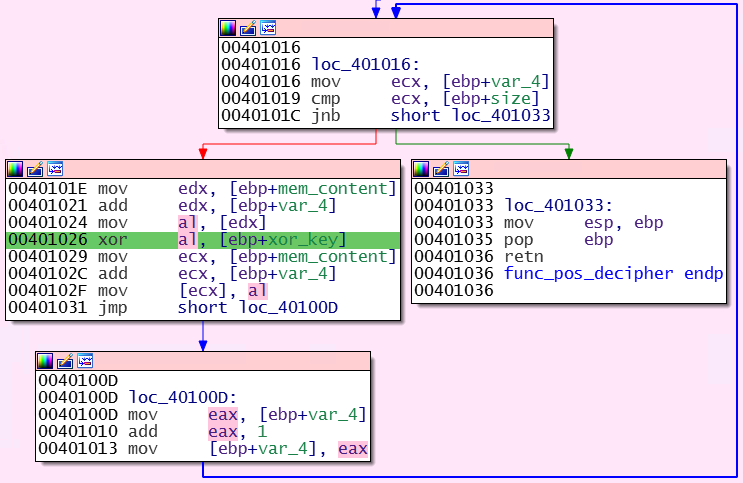 00401016
00401016 loc_401016:
00401016 mov ecx, [ebp+var_4]
00401019 cmp ecx, [ebp+size]
0040101C jnb short loc_401033
0040101E mov edx, [ebp+mem_content]
00401021 add edx, [ebp+var_4]
00401024 mov al, [edx]
00401026 xor al, [ebp+xor_key]
00401029 mov ecx, [ebp+mem_content]
0040102C add ecx, [ebp+var_4]
0040102F mov [ecx], al
00401031 jmp short loc_40100D
00401033
00401033 loc_401033:
00401033 mov esp, ebp
00401035 pop ebp
00401036 retn
00401036 func_pos_decipher endp
00401036
0040100D
0040100D loc_40100D:
0040100D mov eax, [ebp+var_4]
00401010 add eax, 1
00401013 mov [ebp+var_4], eax